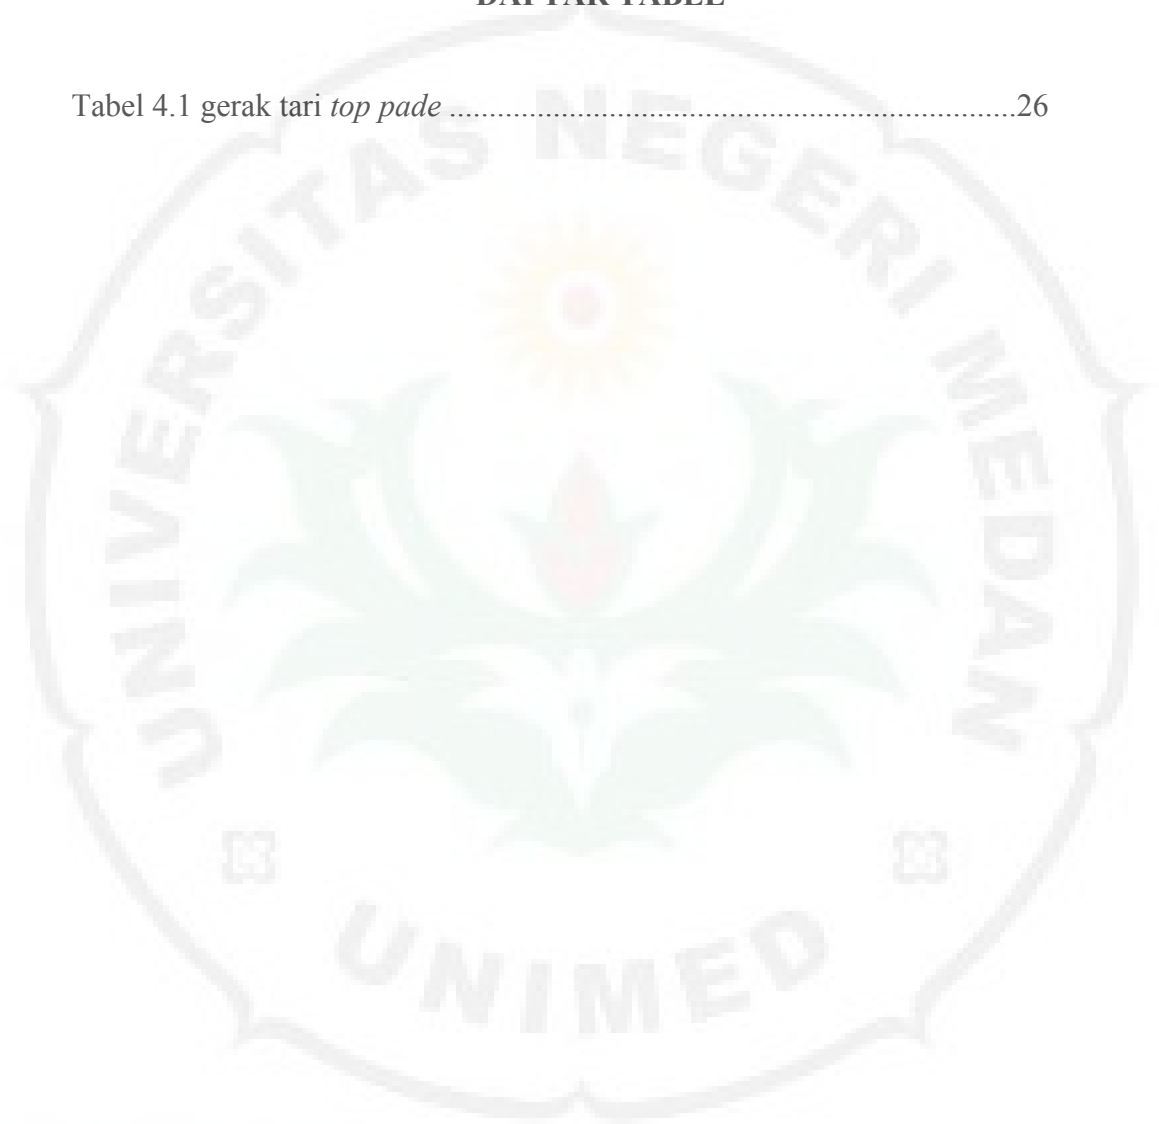 DAFTAR TABEL
Tabel 4.1 gerak tari top pade ......................................................................26
UNIVERSITAS NEGERI MEDAN
UNIMED